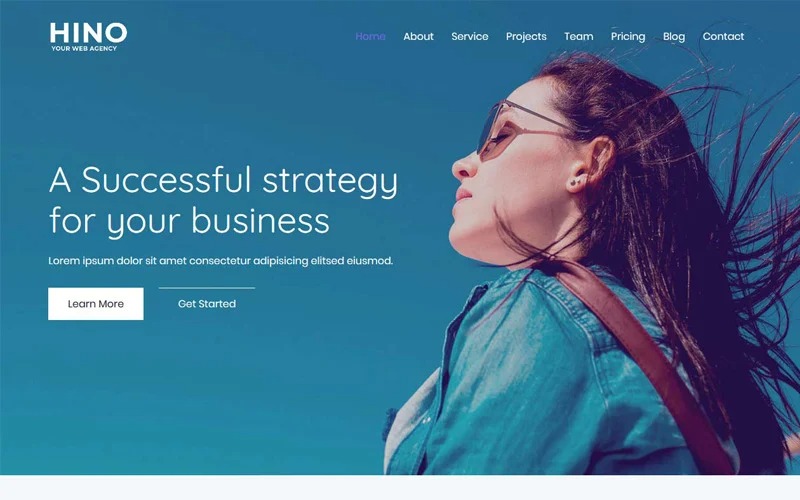 HINO
YOUR WEB AGENCY
Home About Service Projects Team Pricing Blog Contact
A Successful strategy
for your business
Lorem ipsum dolor sit amet consectetur adipisicing elitsed eiusmod.
Learn More
Get Started